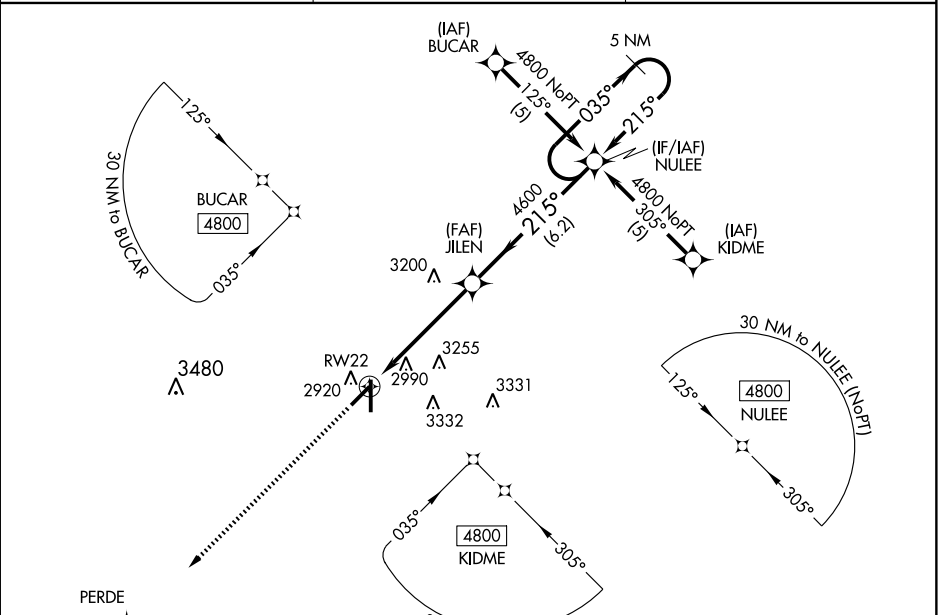 (IAF)
BUCAR
4800 NoPT
125°
(5)
5 NM
035°
215°
(IF/IAF)
NULEE
4800 NoPT
305°
(5)
(IAF)
KIDME
4600
215°
(6.2)
(FAF)
JILEN
125°
30 NM to BUCAR
BUCAR
4800
035°
3200
3480
RW22
2920
2990
3255
3331
3332
30 NM to NULEE (NoPT)
125°
4800
NULEE
305°
035°
4800
KIDME
305°
PERDE